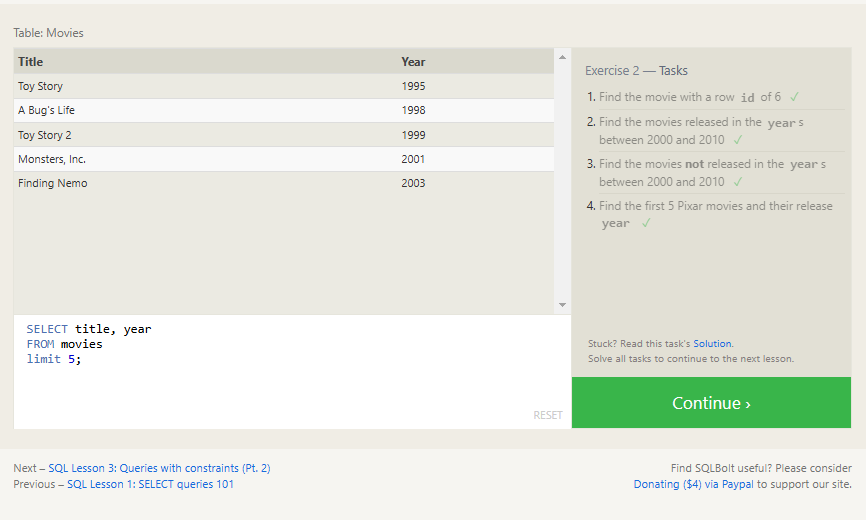 Table: Movies
Title Year
Toy Story 1995
A Bug's Life 1998
Toy Story 2 1999
Monsters, Inc. 2001
Finding Nemo 2003
SELECT title, year
FROM movies
limit 5;
RESET
Exercise 2 — Tasks
1. Find the movie with a row id of 6 ✓
2. Find the movies released in the year s
between 2000 and 2010 ✓
3. Find the movies not released in the year s
between 2000 and 2010 ✓
4. Find the first 5 Pixar movies and their release
year ✓
Stuck? Read this task's Solution.
Solve all tasks to continue to the next lesson.
Continue ›
Next – SQL Lesson 3: Queries with constraints (Pt. 2)
Previous – SQL Lesson 1: SELECT queries 101
Find SQLBolt useful? Please consider
Donating ($4) via Paypal to support our site.